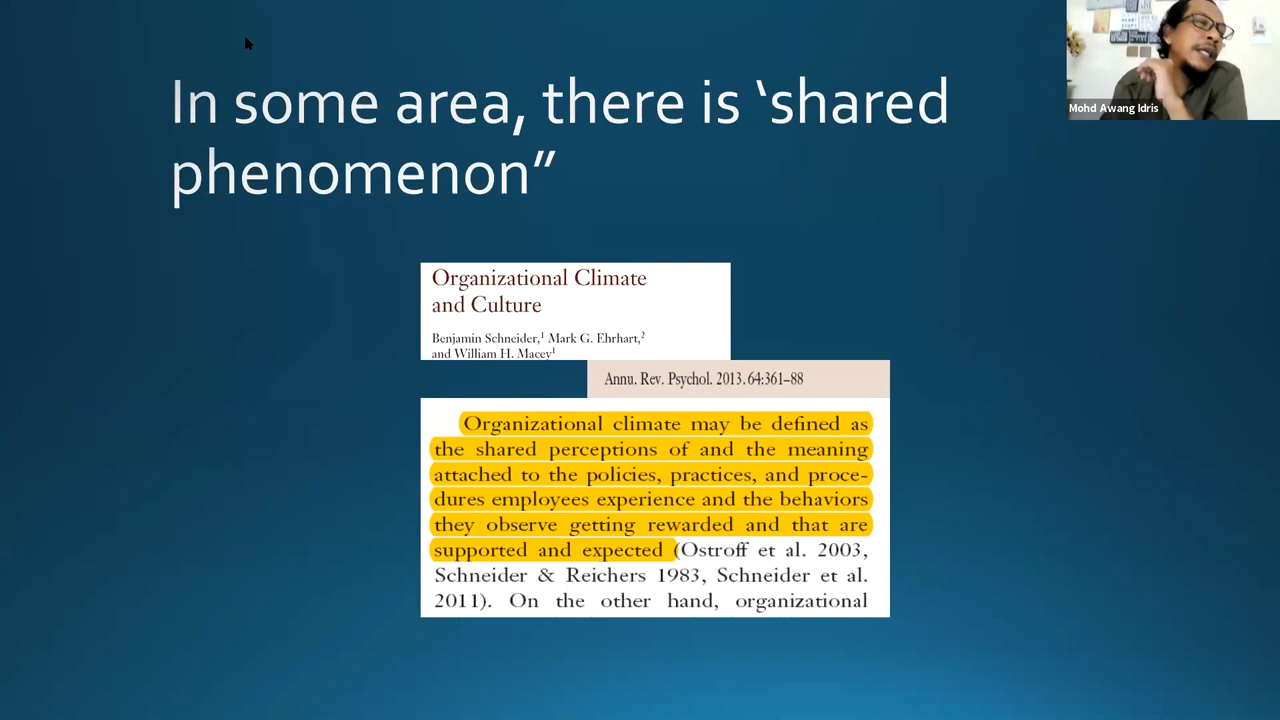 In some area, there is ‘shared
phenomenon”
Mohd Awang Idris
Organizational Climate
and Culture
Benjamin Schneider,¹ Mark G. Ehrhart,²
and William H. Macey¹
Annu. Rev. Psychol. 2013. 64:361–88
Organizational climate may be defined as
the shared perceptions of and the meaning
attached to the policies, practices, and proce-
dures employees experience and the behaviors
they observe getting rewarded and that are
supported and expected (Ostroff et al. 2003,
Schneider & Reichers 1983, Schneider et al.
2011). On the other hand, organizational